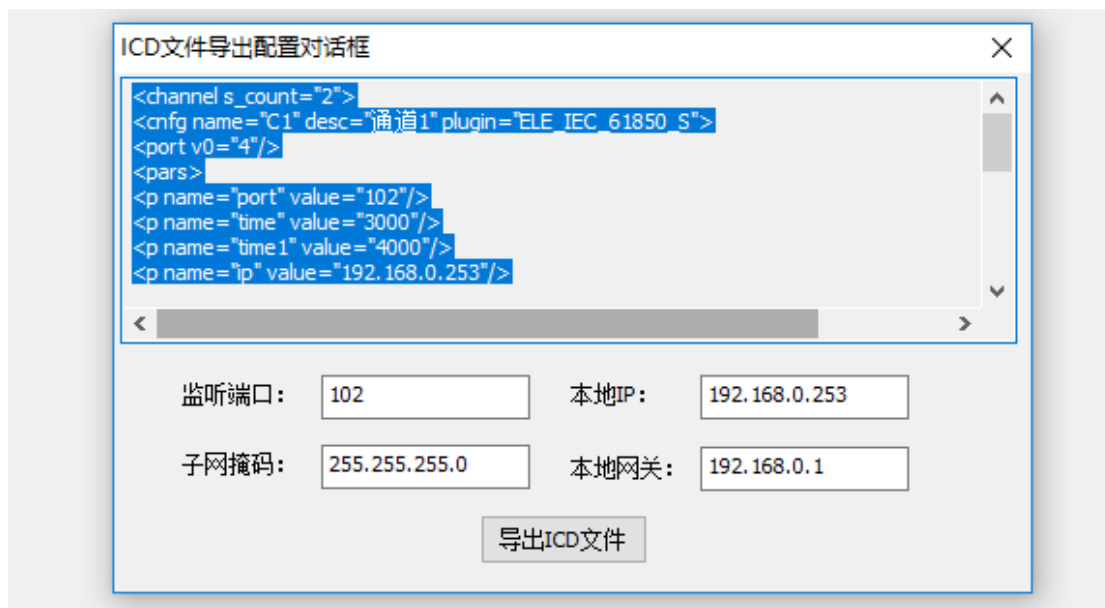 ICD文件导出配置对话框
<channel s_count="2">
<cnfg name="C1" desc="通道1" plugin="ELE_IEC_61850_S">
<port v0="4"/>
<pars>
<p name="port" value="102"/>
<p name="time" value="3000"/>
<p name="time1" value="4000"/>
<p name="ip" value="192.168.0.253"/>
监听端口: 102 本地IP: 192.168.0.253
子网掩码: 255.255.255.0 本地网关: 192.168.0.1
导出ICD文件